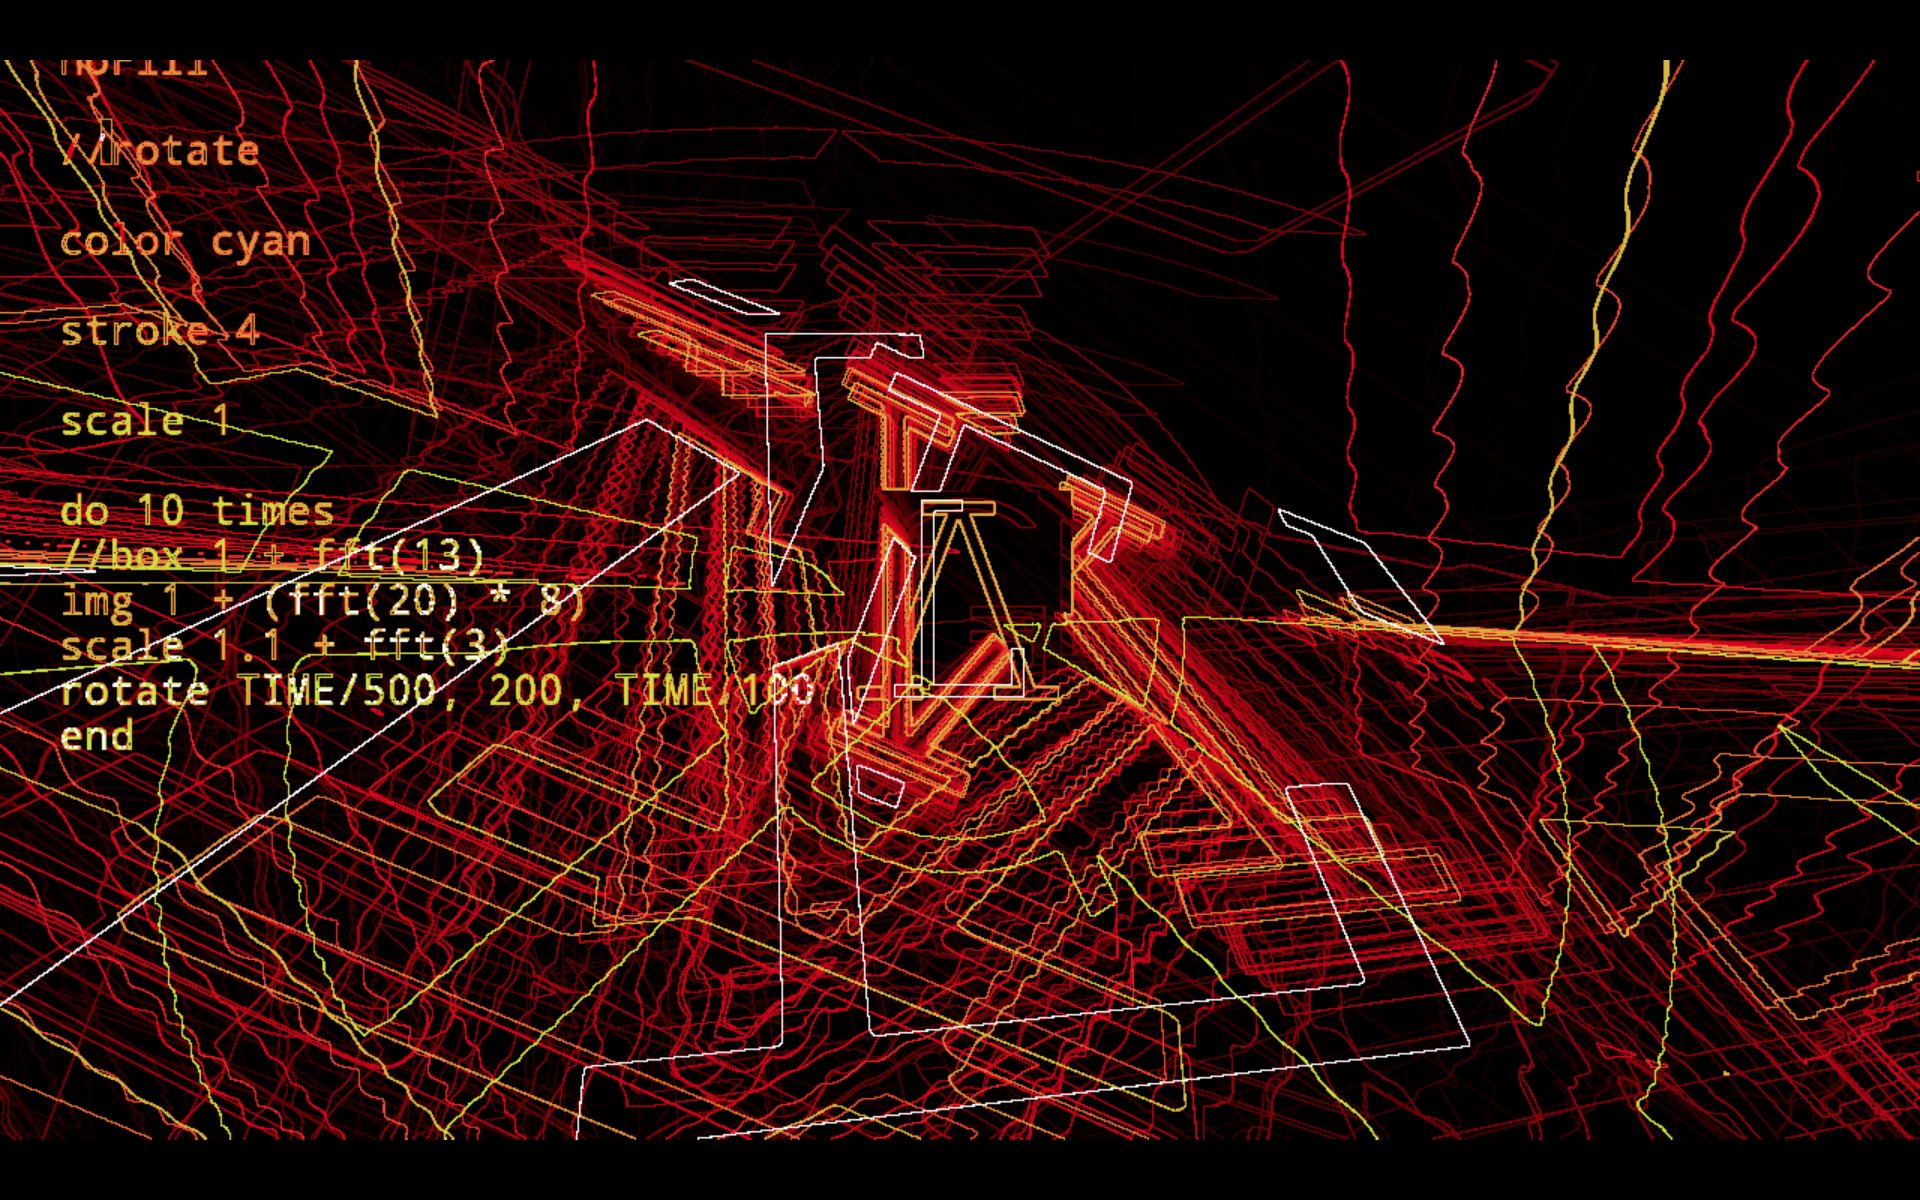 noFill
//rotate
color cyan
stroke 4
scale 1
do 10 times
//box 1 + fft(13)
img 1 + (fft(20) * 8)
scale 1.1 + fft(3)
rotate TIME/500, 200, TIME/100
end